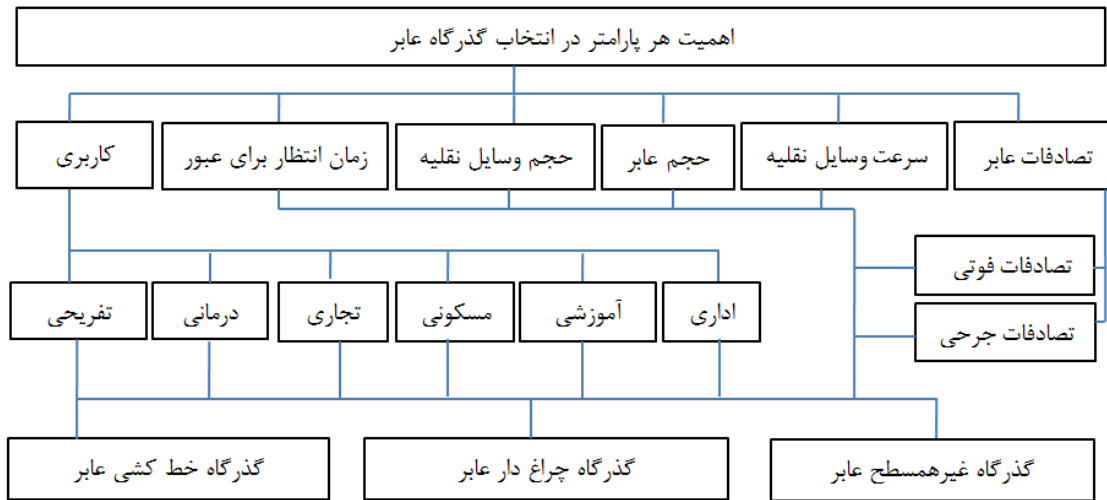 اهمیت هر پارامتر در انتخاب گذرگاه عابر
تصادفات عابر
سرعت وسایل نقلیه
حجم عابر
حجم وسایل نقلیه
زمان انتظار برای عبور
کاربری
تصادفات فوتی
تصادفات جرحی
اداری
آموزشی
مسکونی
تجاری
درمانی
تفریحی
گذرگاه غیرهمسطح عابر
گذرگاه چراغ دار عابر
گذرگاه خط کشی عابر